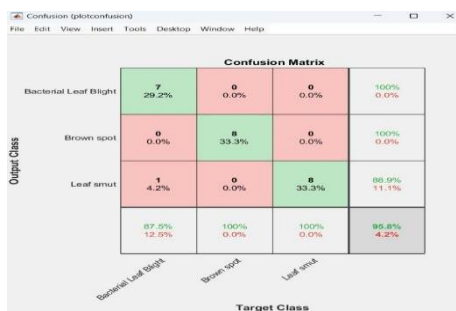 Confusion (plotconfusion)
File Edit View Insert Tools Desktop Window Help
Confusion Matrix
Output Class
Bacterial Leaf Blight 7 0 0 100%
29.2% 0.0% 0.0% 0.0%
Brown spot 0 8 0 100%
0.0% 33.3% 0.0% 0.0%
Leaf smut 1 0 8 88.9%
4.2% 0.0% 33.3% 11.1%
87.5% 100% 100% 95.8%
12.5% 0.0% 0.0% 4.2%
Bacterial Leaf Blight Brown spot Leaf smut
Target Class